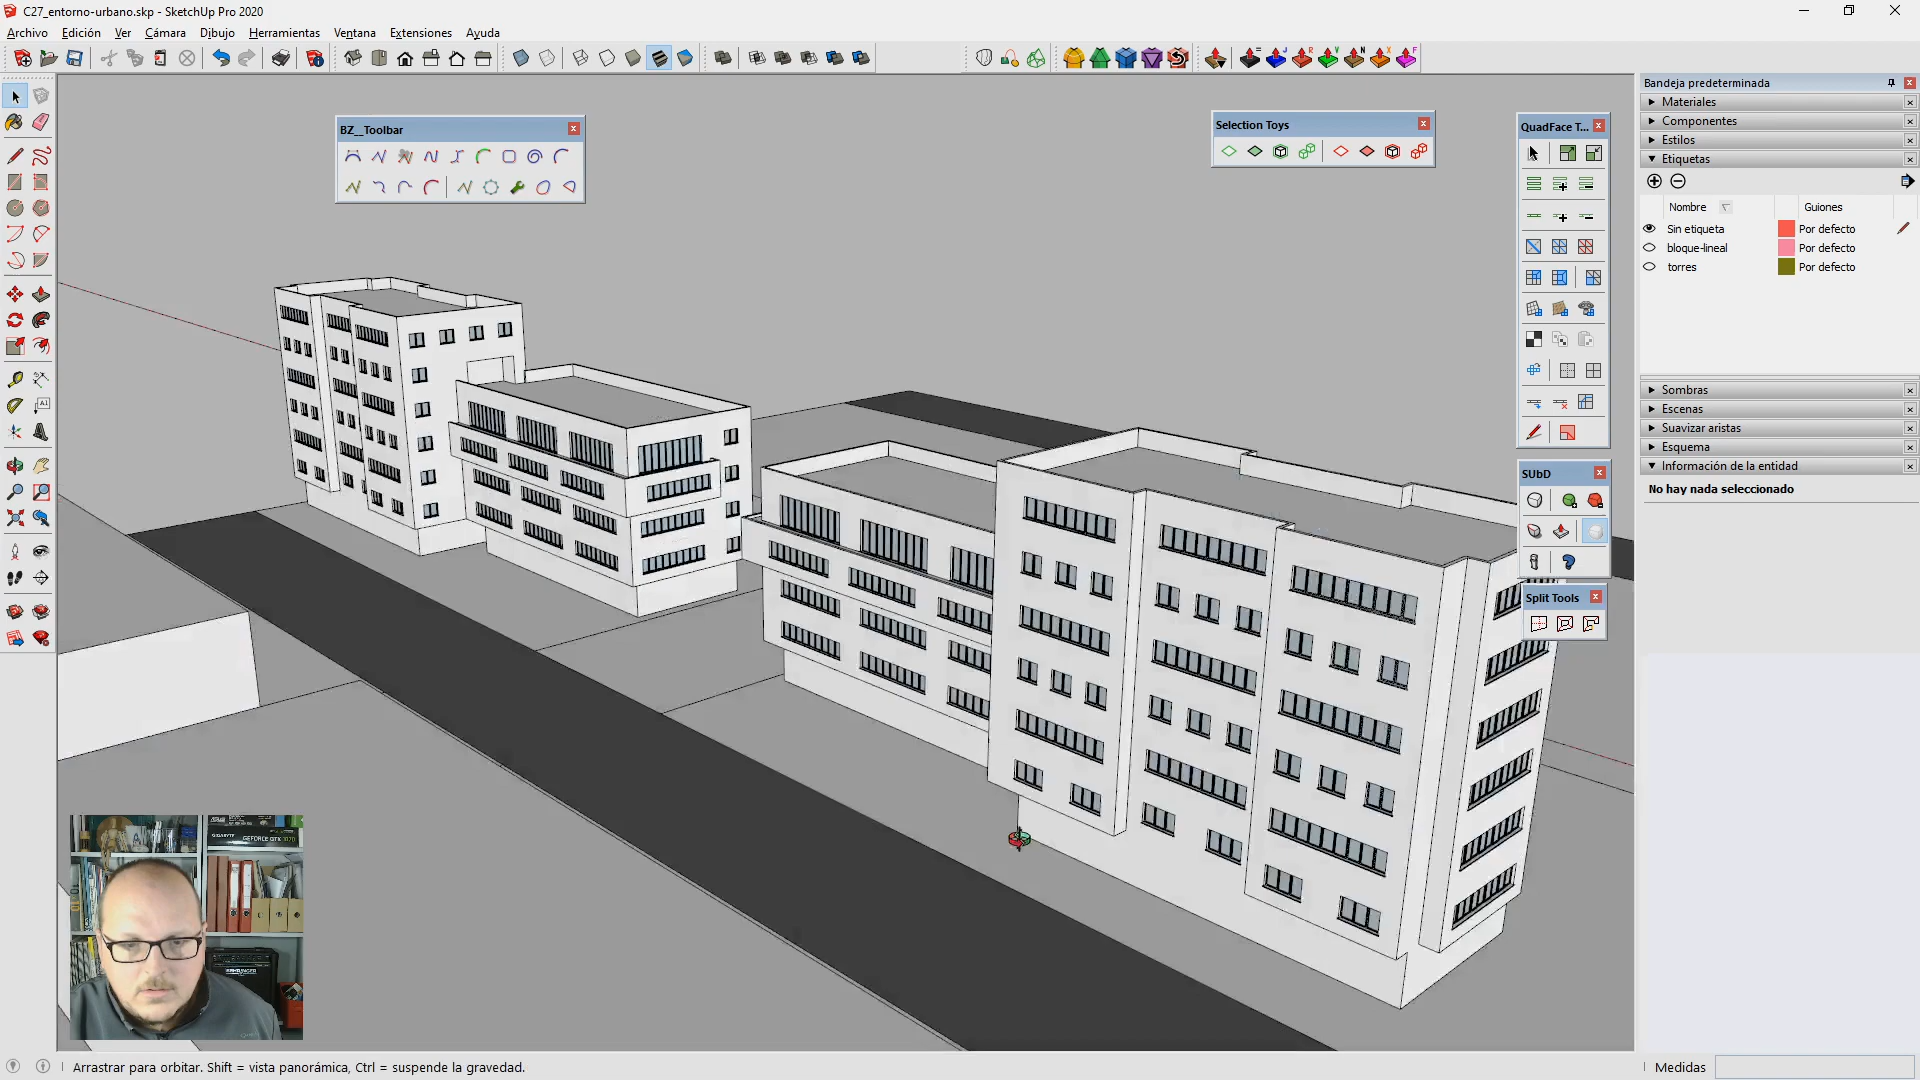 C27_entorno-urbano.skp - SketchUp Pro 2020
Archivo Edición Ver Cámara Dibujo Herramientas Ventana Extensiones Ayuda
BZ__Toolbar
Selection Toys
QuadFace T...
SUbD
Split Tools
Bandeja predeterminada
Materiales
Componentes
Estilos
Etiquetas
Nombre Guiones
Sin etiqueta Por defecto
bloque-lineal Por defecto
torres Por defecto
Sombras
Escenas
Suavizar aristas
Esquema
Información de la entidad
No hay nada seleccionado
GEFORCE GTX
Arrastrar para orbitar. Shift = vista panorámica, Ctrl = suspende la gravedad.
Medidas